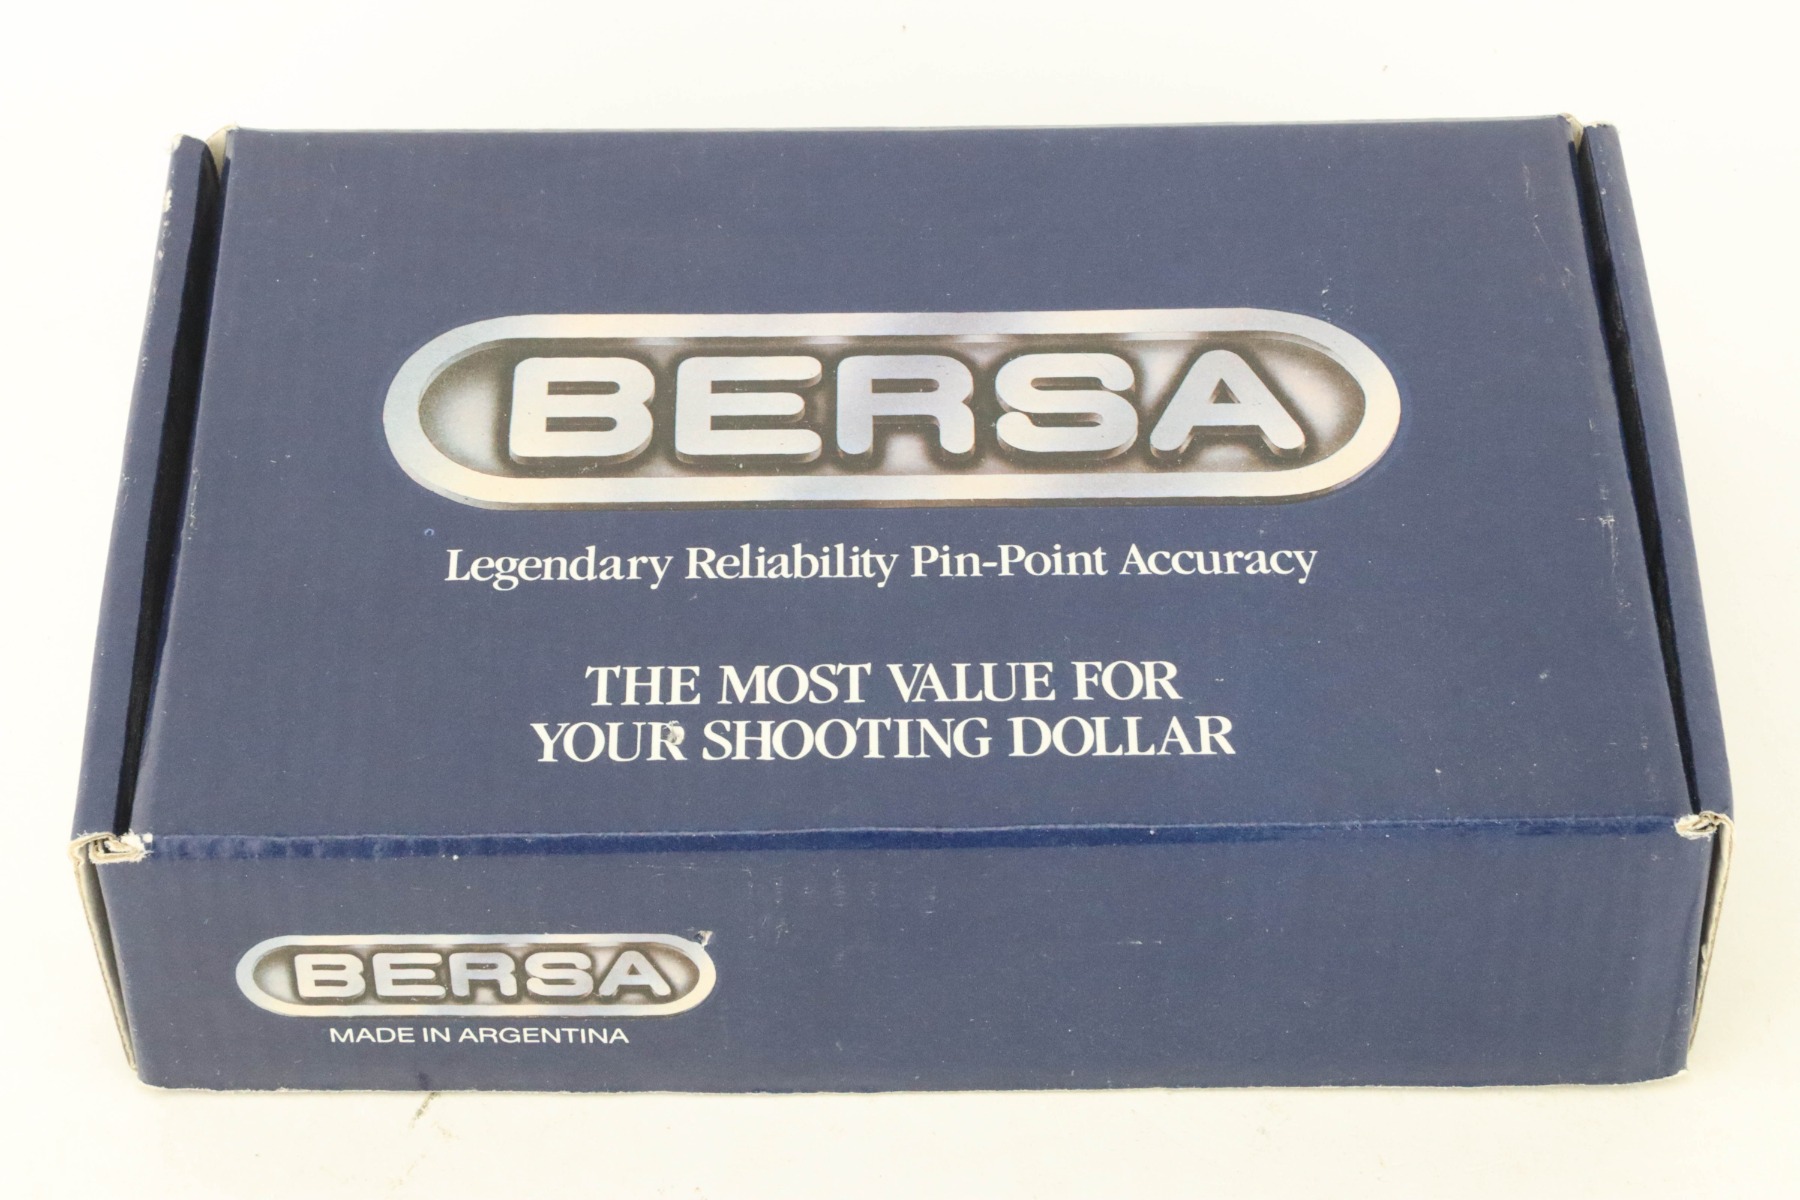 BERSA
Legendary Reliability Pin-Point Accuracy
THE MOST VALUE FOR
YOUR SHOOTING DOLLAR
BERSA
MADE IN ARGENTINA